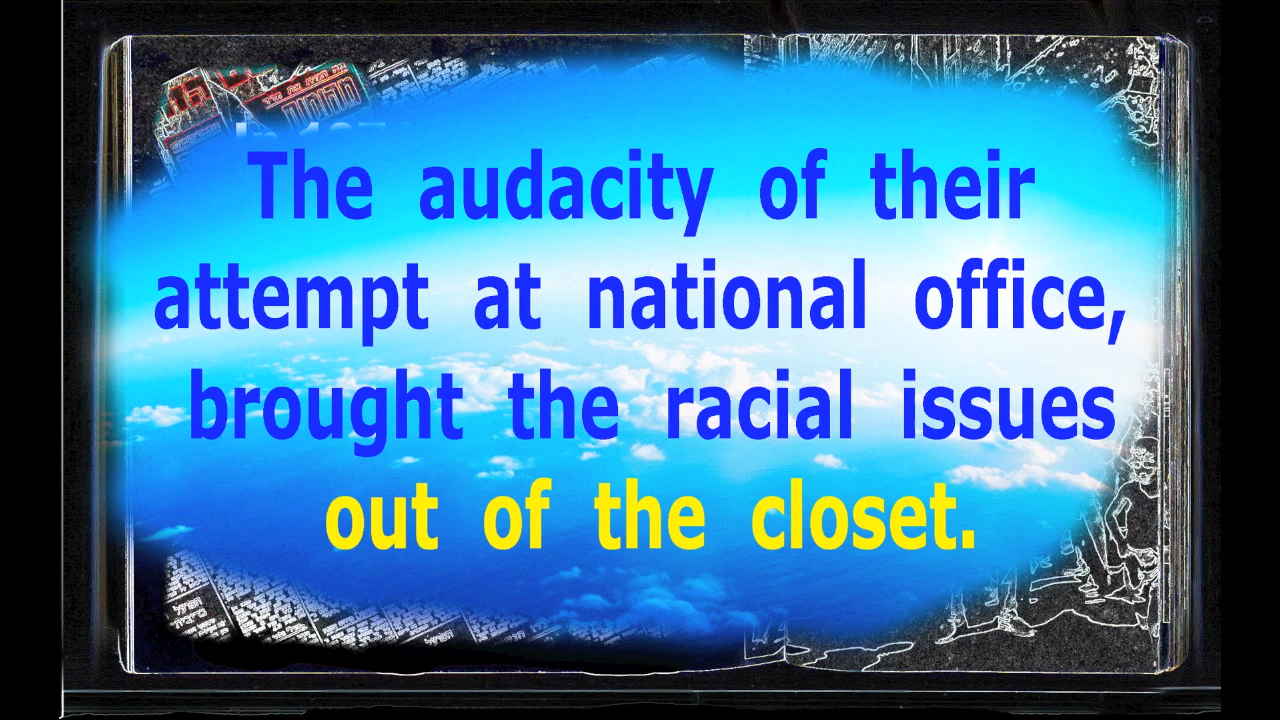 The audacity of their
attempt at national office,
brought the racial issues
out of the closet.